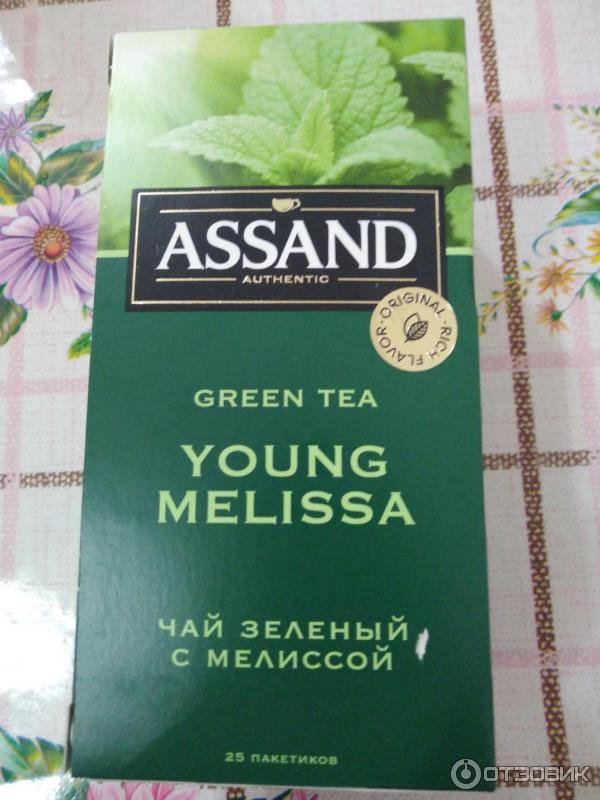 ASSAND
AUTHENTIC
ORIGINAL · RICH FLAVOR ·
GREEN TEA
YOUNG
MELISSA
ЧАЙ ЗЕЛЕНЫЙ
С МЕЛИССОЙ
25 ПАКЕТИКОВ
ОТЗОВИК